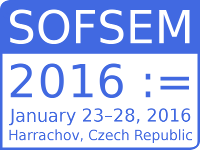 SOFSEM
2016 :=
January 23–28, 2016
Harrachov, Czech Republic